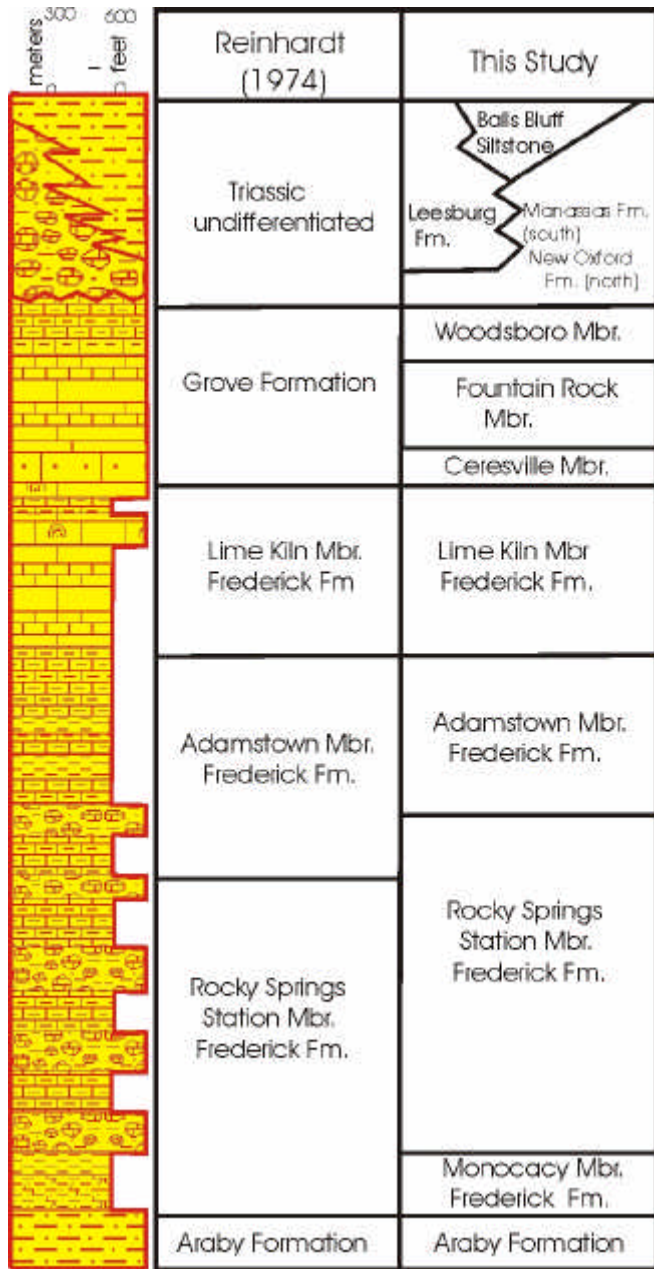 300 600
meters
feet
Reinhardt
(1974)
This Study
Triassic
undifferentiated
Balls Bluff
Siltstone
Leesburg
Fm.
Manassas Fm.
(south)
New Oxford
Fm. (north)
Grove Formation
Woodsboro Mbr.
Fountain Rock
Mbr.
Ceresville Mbr.
Lime Kiln Mbr.
Frederick Fm
Lime Kiln Mbr
Frederick Fm.
Adamstown Mbr.
Frederick Fm.
Adamstown Mbr.
Frederick Fm.
Rocky Springs
Station Mbr.
Frederick Fm.
Rocky Springs
Station Mbr.
Frederick Fm.
Monocacy Mbr.
Frederick Fm.
Araby Formation
Araby Formation